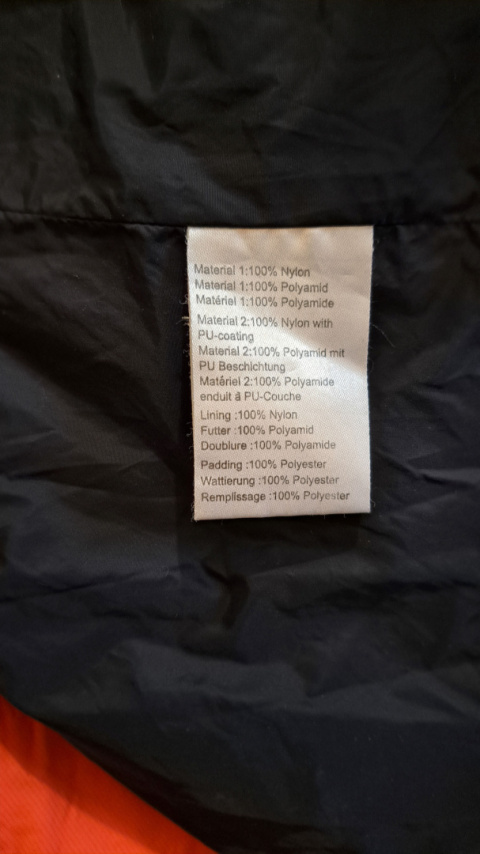 Material 1:100% Nylon
Material 1:100% Polyamid
Matériel 1:100% Polyamide
Material 2:100% Nylon with
PU-coating
Material 2:100% Polyamid mit
PU Beschichtung
Matériel 2:100% Polyamide
enduit à PU-Couche
Lining :100% Nylon
Futter :100% Polyamid
Doublure :100% Polyamide
Padding :100% Polyester
Wattierung :100% Polyester
Remplissage :100% Polyester